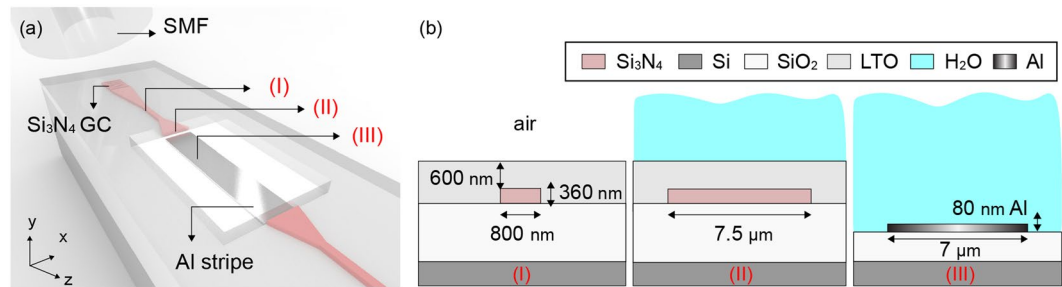 (a)
SMF
(I)
(II)
(III)
Si₃N₄ GC
Al stripe
y
x
z
(b)
Si₃N₄ Si SiO₂ LTO H₂O Al
air
600 nm
360 nm
800 nm
(I)
7.5 µm
(II)
80 nm Al
7 µm
(III)